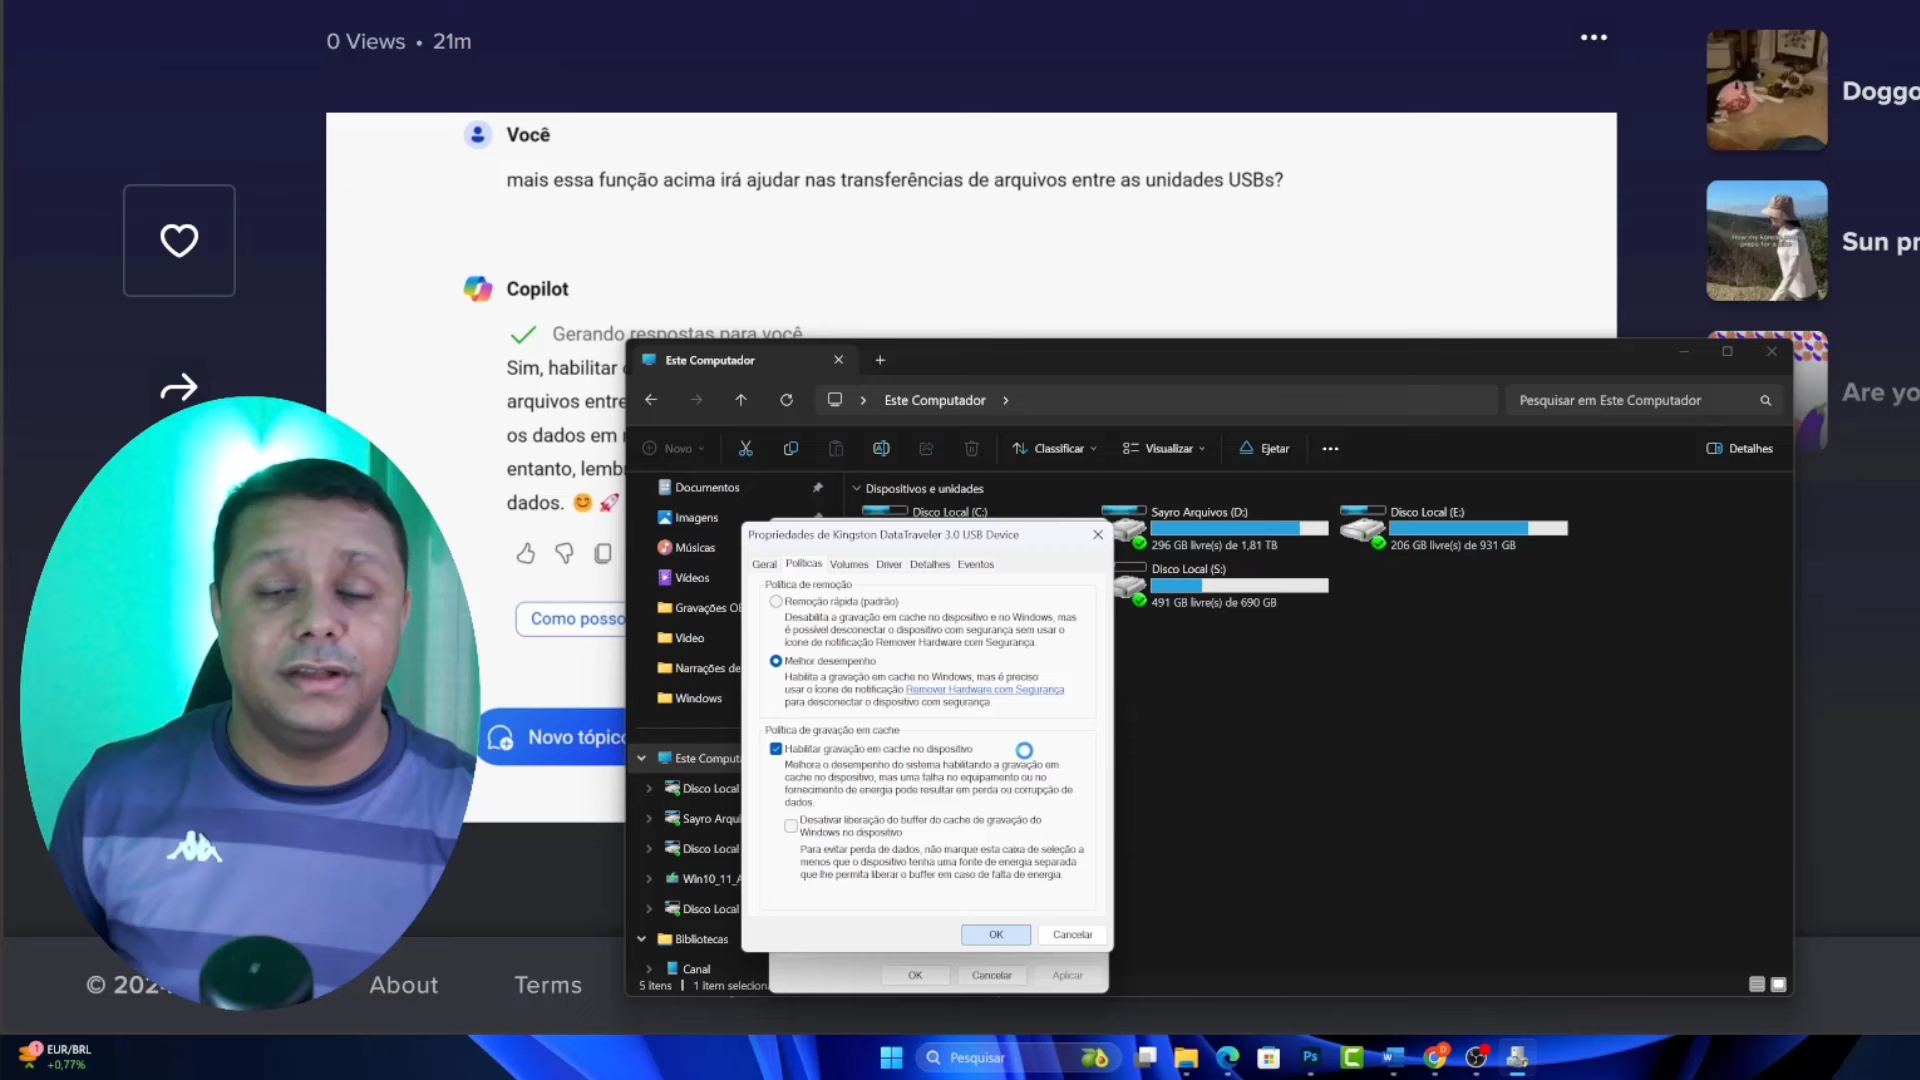 0 Views • 21m
Você
mais essa função acima irá ajudar nas transferências de arquivos entre as unidades USBs?
Copilot
Gerando respostas para você
Sim, habilitar
arquivos entre
os dados em
entanto, lemb
dados. 😊 🚀
Como posso
Novo tópico
Doggo
Sun pr
Are yo
Este Computador
Este Computador
Pesquisar em Este Computador
Novo
Classificar
Visualizar
Ejetar
Detalhes
Documentos
Imagens
Músicas
Vídeos
Gravações OB
Video
Narrações de
Windows
Este Computa
Disco Local
Sayro Arqui
Disco Local
Win10_11_A
Disco Local
Bibliotecas
Canal
5 itens | 1 item selecion
Dispositivos e unidades
Disco Local (C:)
Sayro Arquivos (D:)
296 GB livre(s) de 1,81 TB
Disco Local (E:)
206 GB livre(s) de 931 GB
Disco Local (S:)
491 GB livre(s) de 690 GB
Propriedades de Kingston DataTraveler 3.0 USB Device
Geral Políticas Volumes Driver Detalhes Eventos
Política de remoção
Remoção rápida (padrão)
Desabilita a gravação em cache no dispositivo e no Windows, mas
é possível desconectar o dispositivo com segurança sem usar o
ícone de notificação Remover Hardware com Segurança.
Melhor desempenho
Habilita a gravação em cache no Windows, mas é preciso
usar o ícone de notificação Remover Hardware com Segurança
para desconectar o dispositivo com segurança.
Política de gravação em cache
Habilitar gravação em cache no dispositivo
Melhora o desempenho do sistema habilitando a gravação em
cache no dispositivo, mas uma falha no equipamento ou no
fornecimento de energia pode resultar em perda ou corrupção de
dados.
Desativar liberação do buffer do cache de gravação do
Windows no dispositivo
Para evitar perda de dados, não marque esta caixa de seleção a
menos que o dispositivo tenha uma fonte de energia separada
que lhe permita liberar o buffer em caso de falta de energia.
OK Cancelar
OK Cancelar Aplicar
© 202
About
Terms
1
EUR/BRL
+0,77%
Pesquisar
Ps